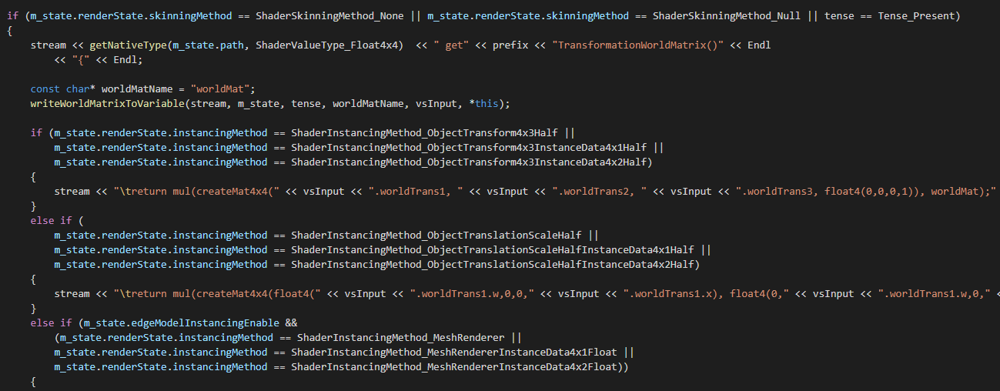 if (m_state.renderState.skinningMethod == ShaderSkinningMethod_None || m_state.renderState.skinningMethod == ShaderSkinningMethod_Null || tense == Tense_Present)
{
    stream << getNativeType(m_state.path, ShaderValueType_Float4x4)  << " get" << prefix << "TransformationWorldMatrix()" << Endl
        << "{" << Endl;

    const char* worldMatName = "worldMat";
    writeWorldMatrixToVariable(stream, m_state, tense, worldMatName, vsInput, *this);

    if (m_state.renderState.instancingMethod == ShaderInstancingMethod_ObjectTransform4x3Half ||
        m_state.renderState.instancingMethod == ShaderInstancingMethod_ObjectTransform4x3InstanceData4x1Half ||
        m_state.renderState.instancingMethod == ShaderInstancingMethod_ObjectTransform4x3InstanceData4x2Half)
    {
        stream << "\treturn mul(createMat4x4(" << vsInput << ".worldTrans1, " << vsInput << ".worldTrans2, " << vsInput << ".worldTrans3, float4(0,0,0,1)), worldMat);"
    }
    else if (
        m_state.renderState.instancingMethod == ShaderInstancingMethod_ObjectTranslationScaleHalf ||
        m_state.renderState.instancingMethod == ShaderInstancingMethod_ObjectTranslationScaleHalfInstanceData4x1Half ||
        m_state.renderState.instancingMethod == ShaderInstancingMethod_ObjectTranslationScaleHalfInstanceData4x2Half)
    {
        stream << "\treturn mul(createMat4x4(float4(" << vsInput << ".worldTrans1.w,0,0," << vsInput << ".worldTrans1.x), float4(0," << vsInput << ".worldTrans1.w,0," <
    }
    else if (m_state.edgeModelInstancingEnable &&
        (m_state.renderState.instancingMethod == ShaderInstancingMethod_MeshRenderer ||
        m_state.renderState.instancingMethod == ShaderInstancingMethod_MeshRendererInstanceData4x1Float ||
        m_state.renderState.instancingMethod == ShaderInstancingMethod_MeshRendererInstanceData4x2Float))
    {